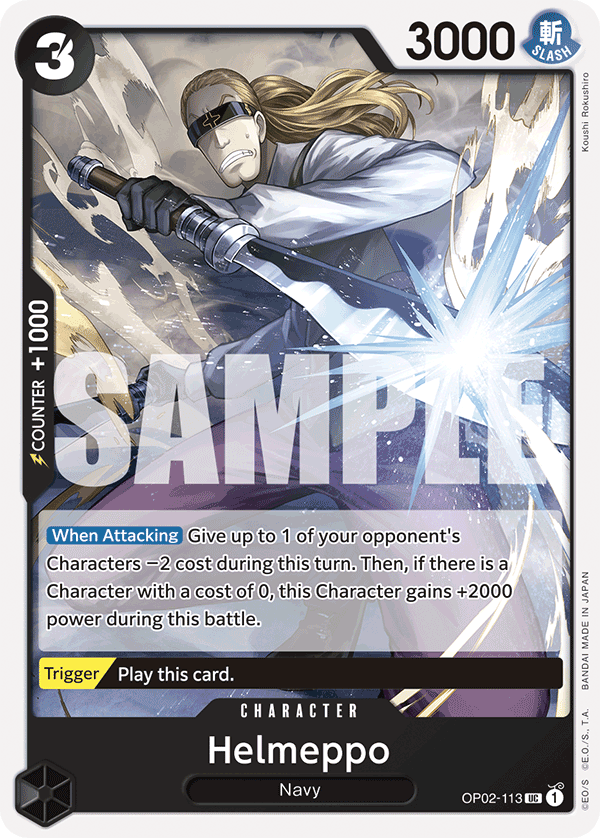 3
3000
斬
SLASH
Koushi Rokushiro
COUNTER +1000
SAMPLE
When Attacking Give up to 1 of your opponent's
Characters −2 cost during this turn. Then, if there is a
Character with a cost of 0, this Character gains +2000
power during this battle.
Trigger Play this card.
CHARACTER
Helmeppo
Navy
OP02-113 UC 1
©EO/S ©E.O./S., T.A. BANDAI MADE IN JAPAN